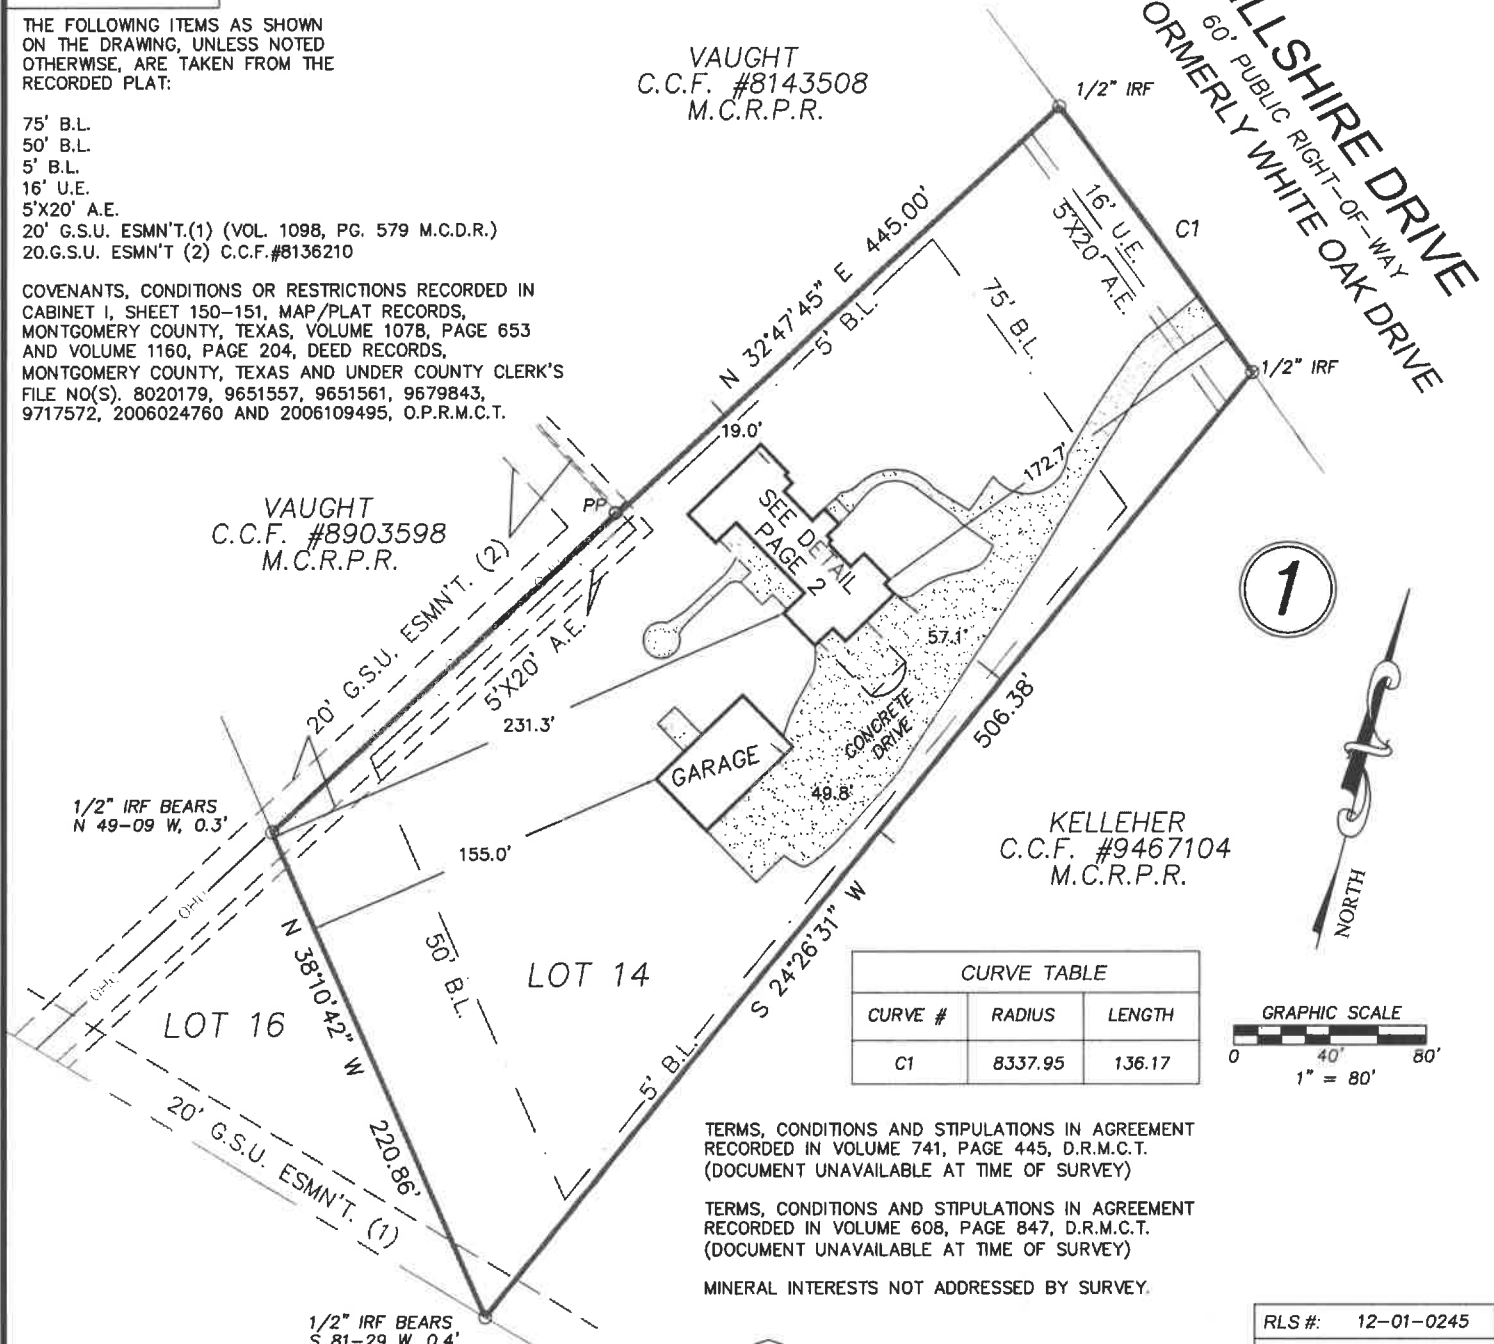 THE FOLLOWING ITEMS AS SHOWN
ON THE DRAWING, UNLESS NOTED
OTHERWISE, ARE TAKEN FROM THE
RECORDED PLAT:
75' B.L.
50' B.L.
5' B.L.
16' U.E.
5'X20' A.E.
20' G.S.U. ESMN'T.(1) (VOL. 1098, PG. 579 M.C.D.R.)
20.G.S.U. ESMN'T (2) C.C.F.#8136210
COVENANTS, CONDITIONS OR RESTRICTIONS RECORDED IN
CABINET I, SHEET 150-151, MAP/PLAT RECORDS,
MONTGOMERY COUNTY, TEXAS, VOLUME 1078, PAGE 653
AND VOLUME 1160, PAGE 204, DEED RECORDS,
MONTGOMERY COUNTY, TEXAS AND UNDER COUNTY CLERK'S
FILE NO(S). 8020179, 9651557, 9651561, 9679843,
9717572, 2006024760 AND 2006109495, O.P.R.M.C.T.
VAUGHT
C.C.F. #8143508
M.C.R.P.R.
1/2" IRF
LLSHIRE DRIVE
60' PUBLIC RIGHT-OF-WAY
ORMERLY WHITE OAK DRIVE
16' U.E.
5'X20' A.E.
C1
N 32°47'45" E 445.00'
5' B.L.
75' B.L.
1/2" IRF
19.0'
172.7'
PP
VAUGHT
C.C.F. #8903598
M.C.R.P.R.
SEE DETAIL
PAGE 2
1
20' G.S.U. ESMN'T. (2)
5'X20' A.E.
57.1'
506.38'
231.3'
CONCRETE
DRIVE
GARAGE
49.8'
1/2" IRF BEARS
N 49-09 W, 0.3'
155.0'
KELLEHER
C.C.F. #9467104
M.C.R.P.R.
NORTH
OHU
OHU
N 38°10'42" W
220.86'
50' B.L.
LOT 14
S 24°26'31" W
LOT 16
5' B.L.
CURVE TABLE
CURVE # RADIUS LENGTH
C1 8337.95 136.17
GRAPHIC SCALE
0 40' 80'
1" = 80'
20' G.S.U. ESMN'T. (1)
TERMS, CONDITIONS AND STIPULATIONS IN AGREEMENT
RECORDED IN VOLUME 741, PAGE 445, D.R.M.C.T.
(DOCUMENT UNAVAILABLE AT TIME OF SURVEY)
TERMS, CONDITIONS AND STIPULATIONS IN AGREEMENT
RECORDED IN VOLUME 608, PAGE 847, D.R.M.C.T.
(DOCUMENT UNAVAILABLE AT TIME OF SURVEY)
MINERAL INTERESTS NOT ADDRESSED BY SURVEY.
1/2" IRF BEARS
S 81-29 W, 0.4'
RLS #: 12-01-0245